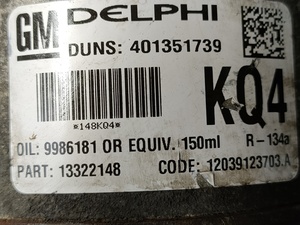 GM DELPHI
DUNS: 401351739
KQ4
*148KQ4*
OIL: 9986181 OR EQUIV. 150ml R-134a
PART: 13322148 CODE: 12039123703.A